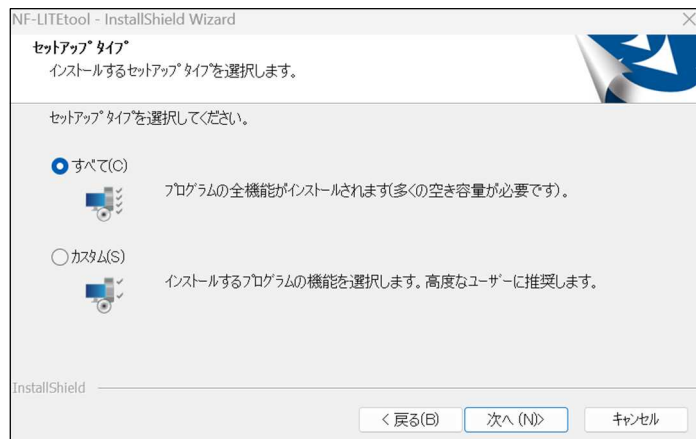 NF-LITEtool - InstallShield Wizard
セットアップ タイプ
インストールするセットアップ タイプを選択します。
セットアップ タイプを選択してください。
すべて(C)
プログラムの全機能がインストールされます(多くの空き容量が必要です)。
カスタム(S)
インストールするプログラムの機能を選択します。高度なユーザーに推奨します。
InstallShield
< 戻る(B) 次へ (N)> キャンセル